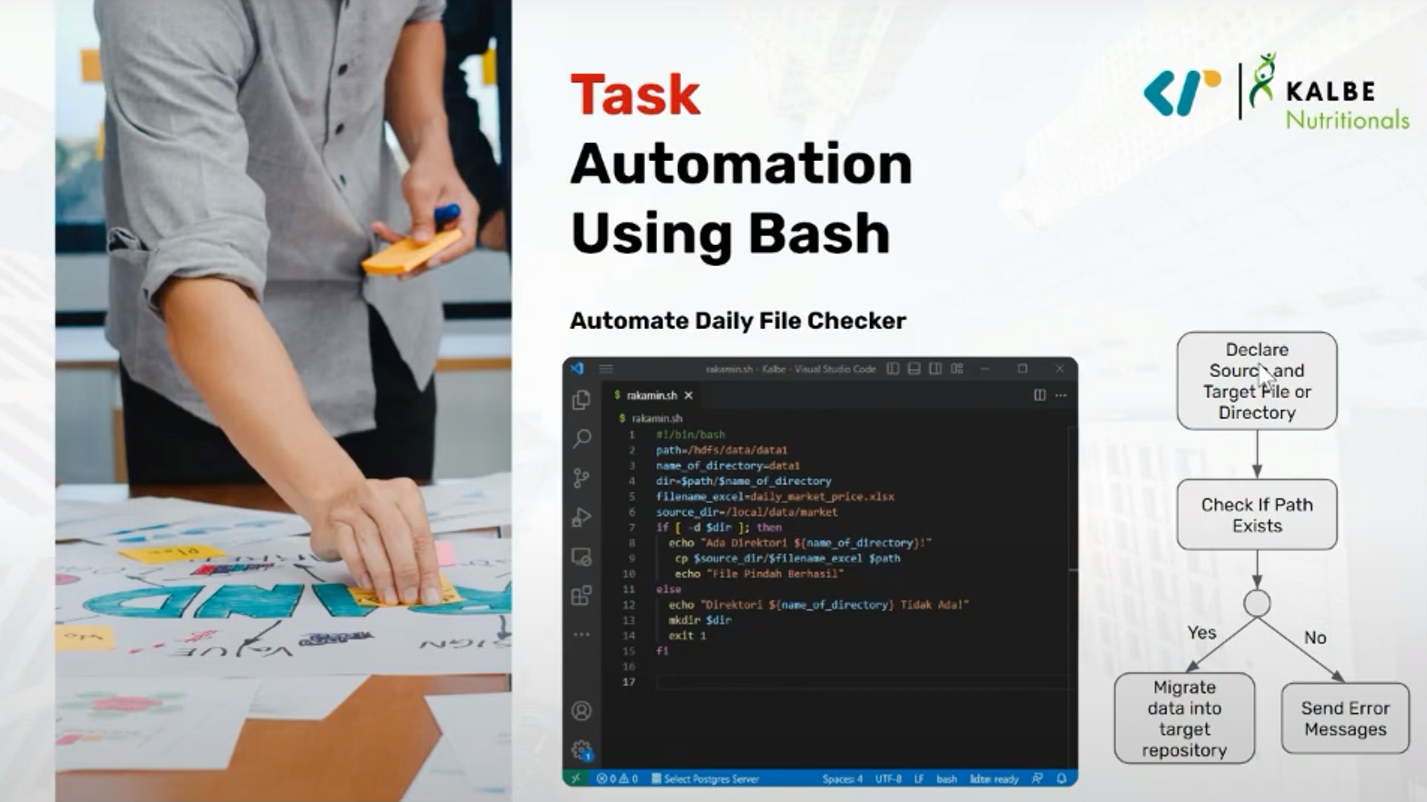 Task
Automation
Using Bash
KALBE
Nutritionals
Automate Daily File Checker
rakamin.sh - Kalbe - Visual Studio Code
$ rakamin.sh
$ rakamin.sh
1 #!/bin/bash
2 path=/hdfs/data/data1
3 name_of_directory=data1
4 dir=$path/$name_of_directory
5 filename_excel=daily_market_price.xlsx
6 source_dir=/local/data/market
7 if [ -d $dir ]; then
8 echo "Ada Direktori ${name_of_directory}!"
9 cp $source_dir/$filename_excel $path
10 echo "File Pindah Berhasil"
11 else
12 echo "Direktori ${name_of_directory} Tidak Ada!"
13 mkdir $dir
14 exit 1
15 fi
16
17
0 0 Select Postgres Server Spaces: 4 UTF-8 LF bash ready
Declare
Source and
Target File or
Directory
Check If Path
Exists
Yes
No
Migrate
data into
target
repository
Send Error
Messages
VALUE